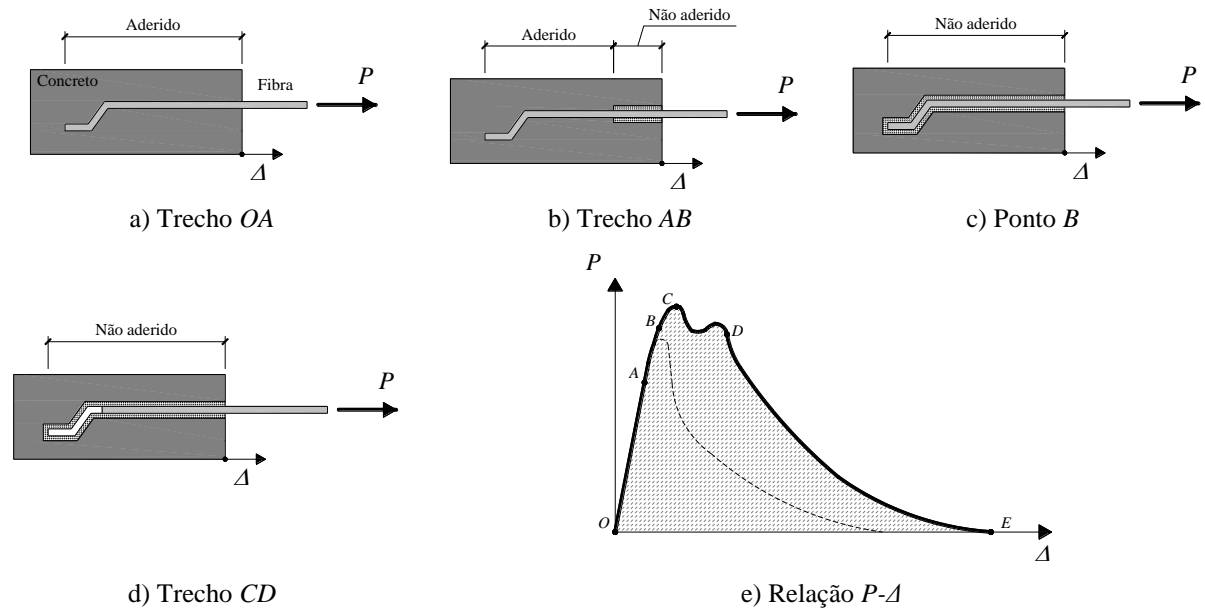 Aderido
Concreto
Fibra
P
Δ
a) Trecho OA
Não aderido
Aderido
P
Δ
b) Trecho AB
Não aderido
P
Δ
c) Ponto B
Não aderido
P
Δ
d) Trecho CD
P
C
B
D
A
O
E
Δ
e) Relação P-Δ